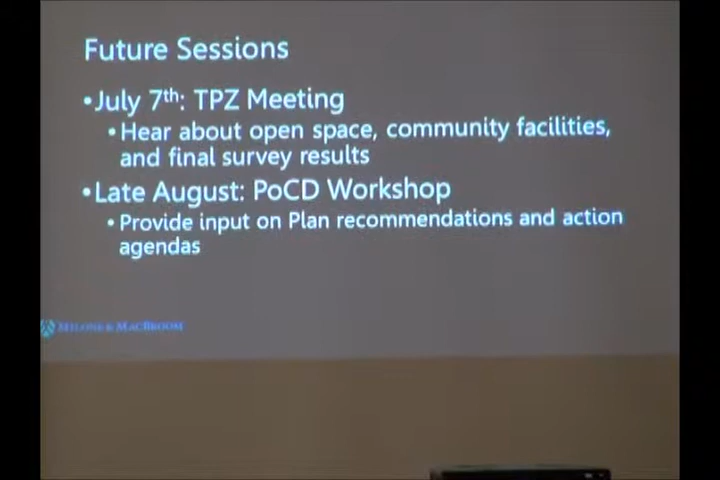 Future Sessions
•July 7th: TPZ Meeting
•Hear about open space, community facilities,
and final survey results
•Late August: PoCD Workshop
•Provide input on Plan recommendations and action
agendas
MILONE & MACBROOM